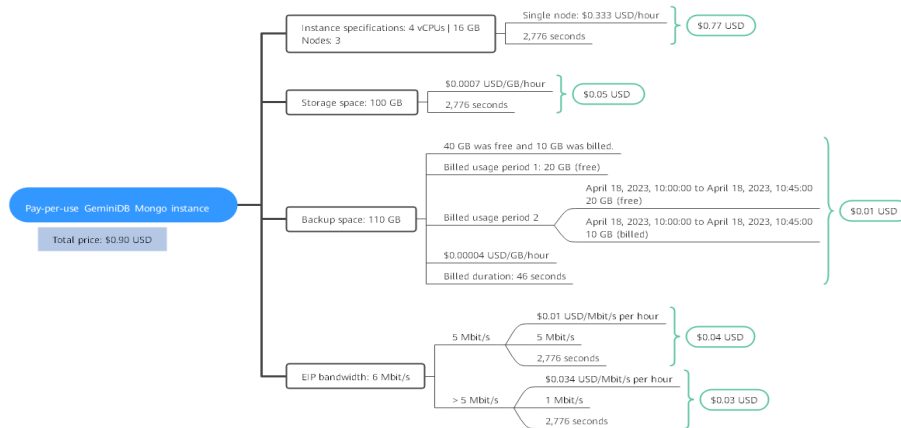 Pay-per-use GeminiDB Mongo instance
Total price: $0.90 USD
Instance specifications: 4 vCPUs | 16 GB
Nodes: 3
Single node: $0.333 USD/hour
2,776 seconds
$0.77 USD
Storage space: 100 GB
$0.0007 USD/GB/hour
2,776 seconds
$0.05 USD
Backup space: 110 GB
40 GB was free and 10 GB was billed.
Billed usage period 1: 20 GB (free)
Billed usage period 2
April 18, 2023, 10:00:00 to April 18, 2023, 10:45:00
20 GB (free)
April 18, 2023, 10:00:00 to April 18, 2023, 10:45:00
10 GB (billed)
$0.00004 USD/GB/hour
Billed duration: 46 seconds
$0.01 USD
EIP bandwidth: 6 Mbit/s
5 Mbit/s
$0.01 USD/Mbit/s per hour
5 Mbit/s
2,776 seconds
$0.04 USD
> 5 Mbit/s
$0.034 USD/Mbit/s per hour
1 Mbit/s
2,776 seconds
$0.03 USD